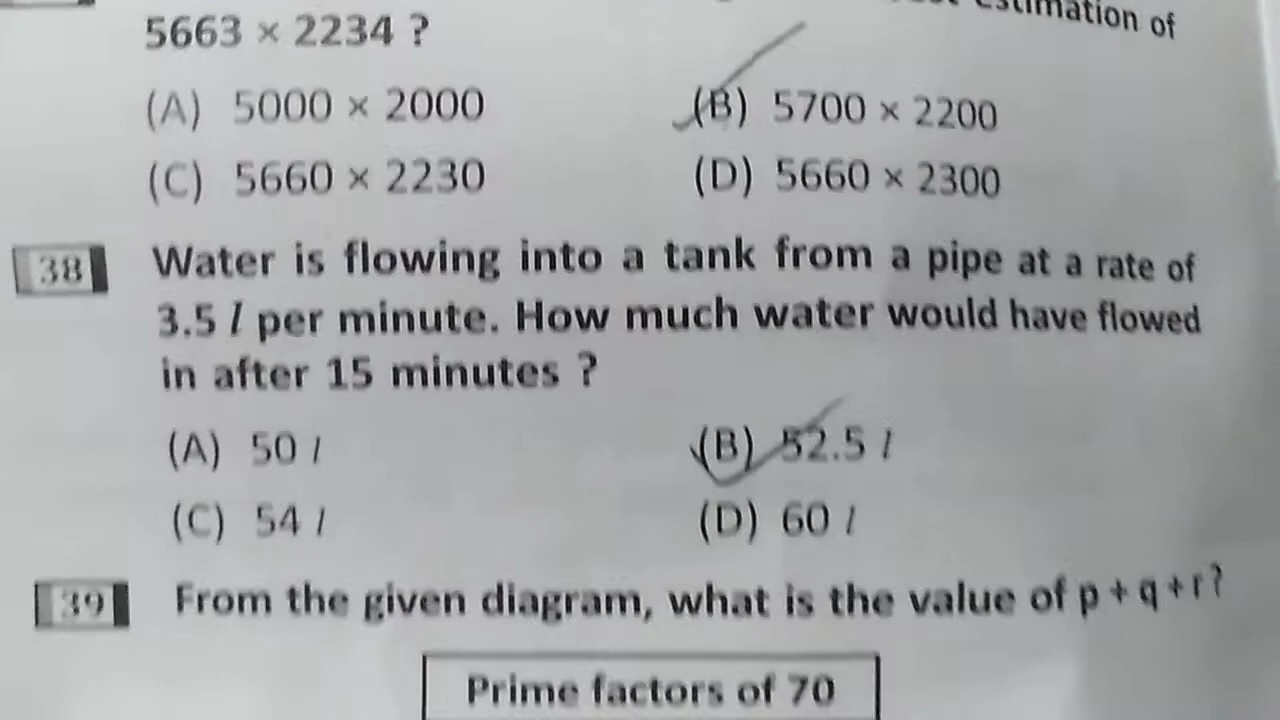 estimation of
5663 × 2234 ?
(A) 5000 × 2000 (B) 5700 × 2200
(C) 5660 × 2230 (D) 5660 × 2300
38 Water is flowing into a tank from a pipe at a rate of
3.5 l per minute. How much water would have flowed
in after 15 minutes ?
(A) 50 l (B) 52.5 l
(C) 54 l (D) 60 l
39 From the given diagram, what is the value of p + q + r ?
Prime factors of 70